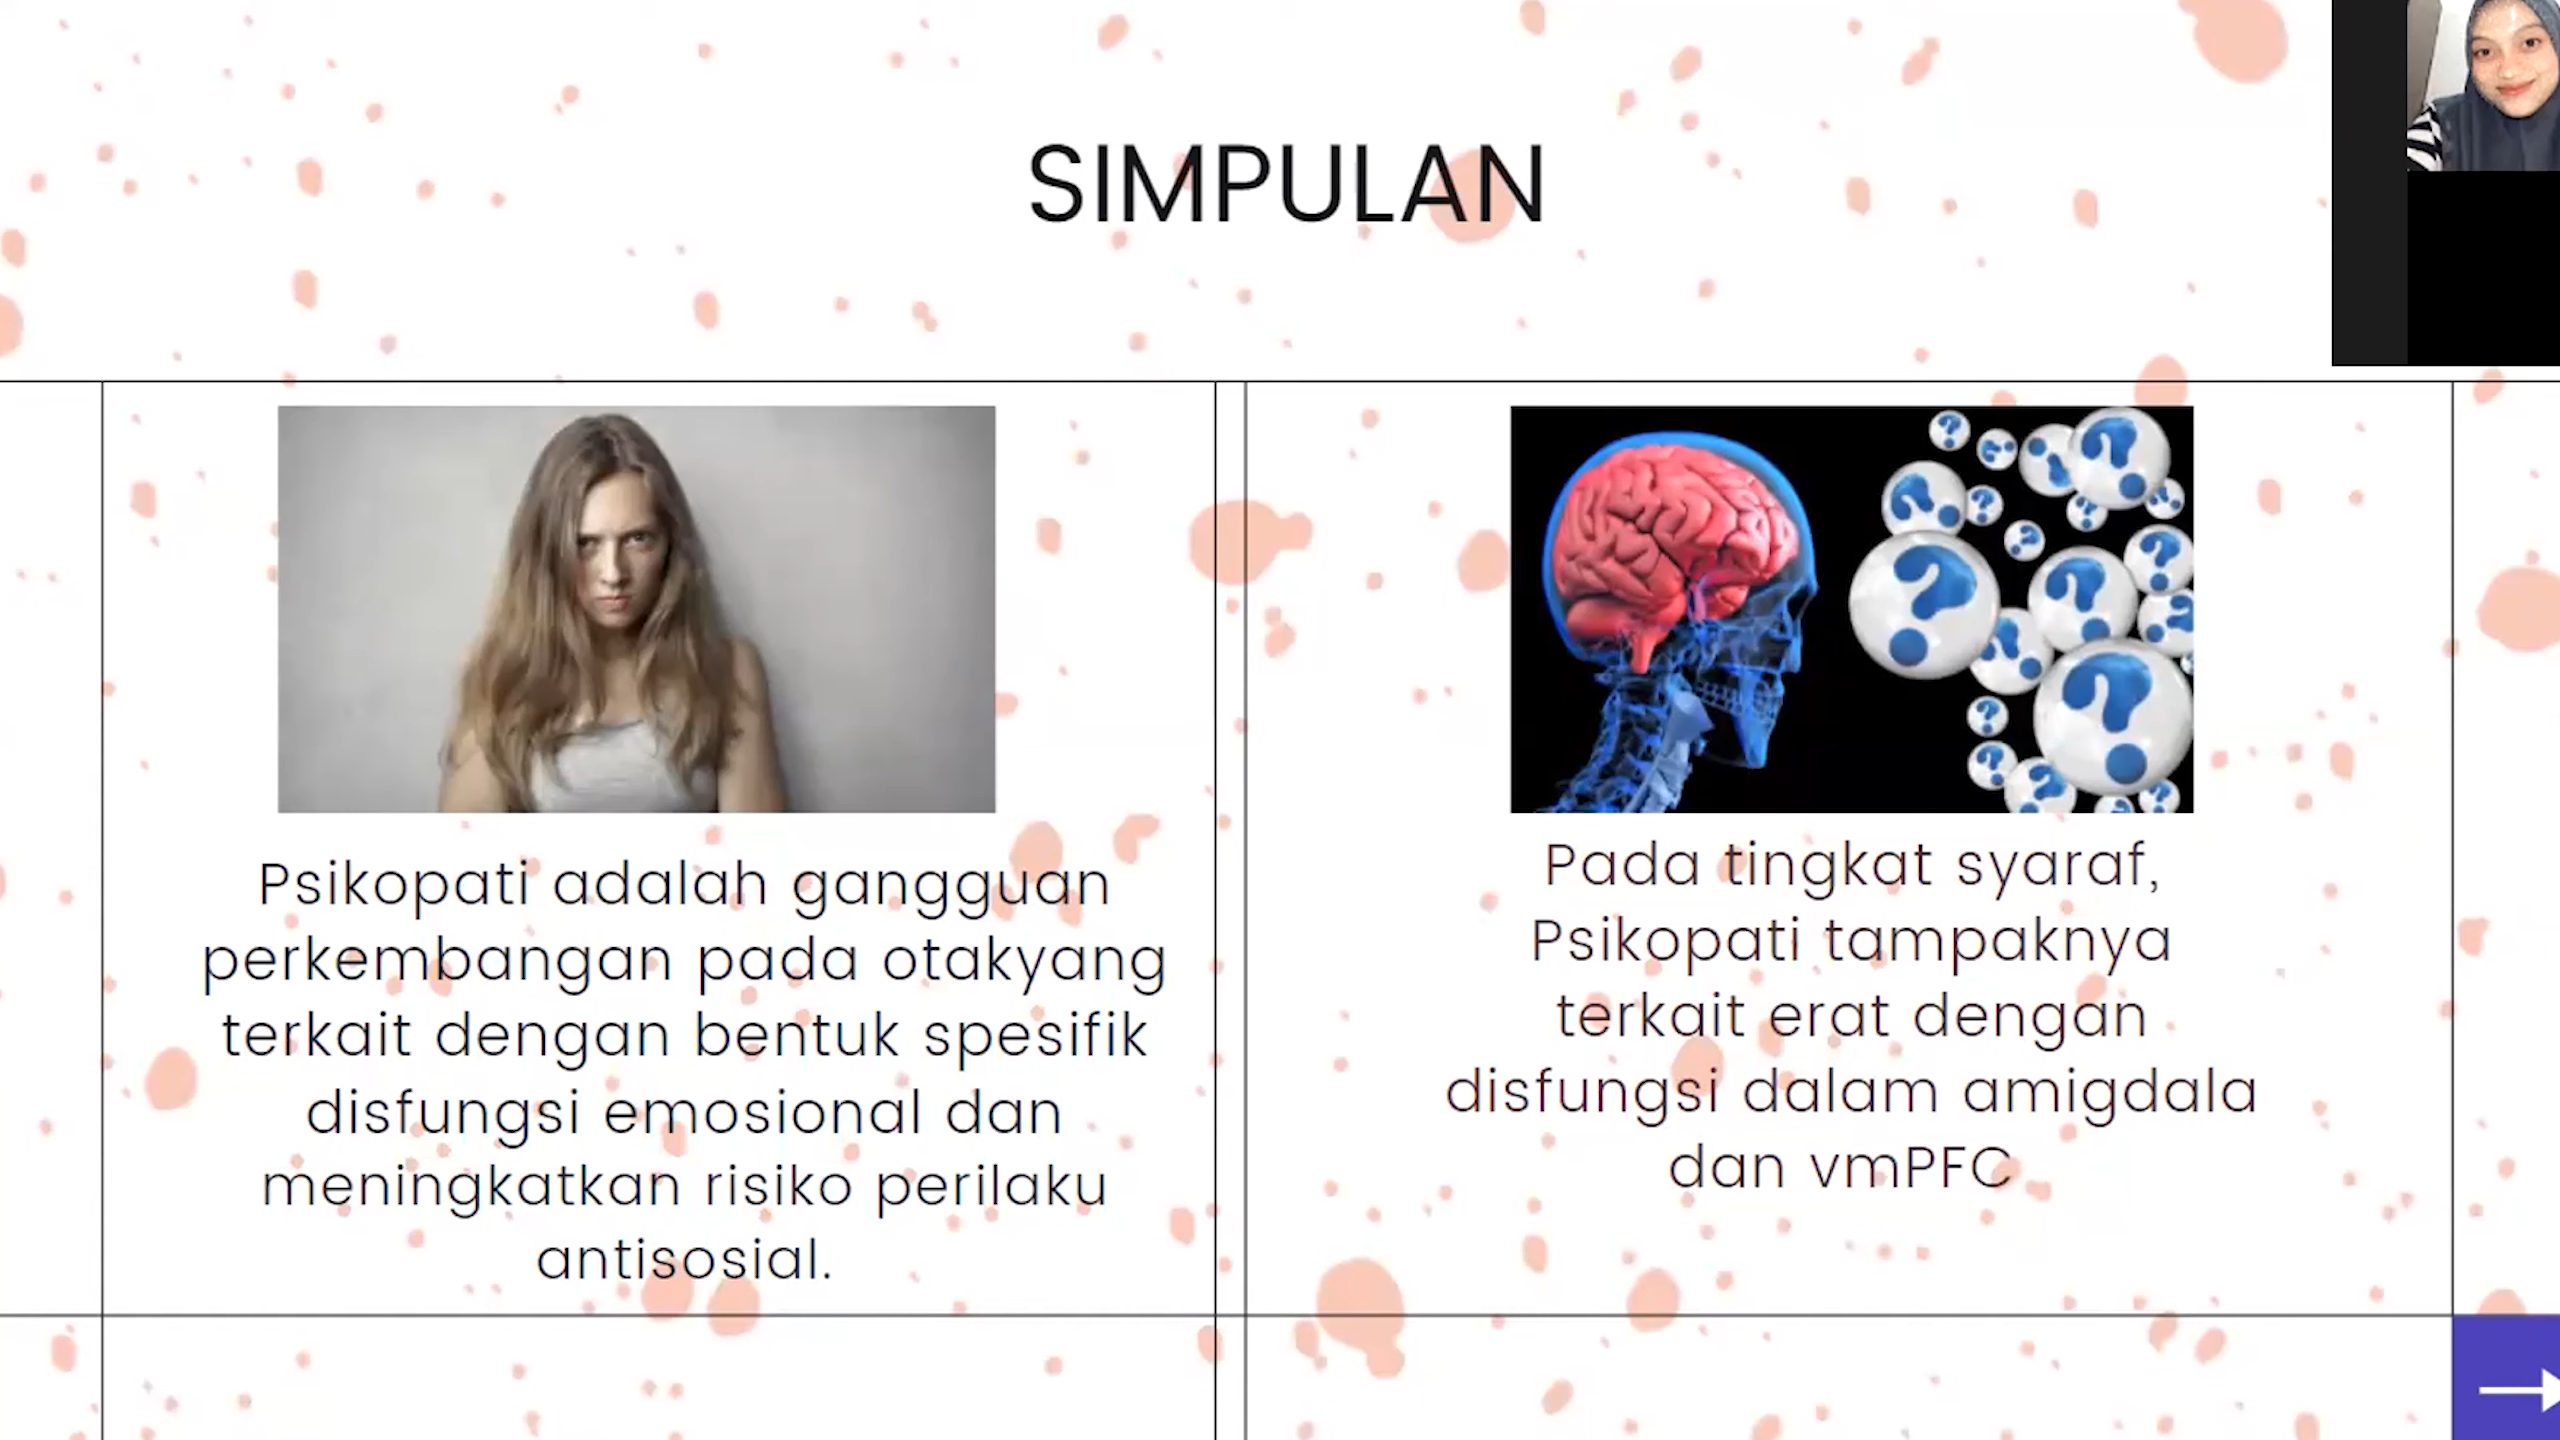 SIMPULAN
Psikopati adalah gangguan
perkembangan pada otakyang
terkait dengan bentuk spesifik
disfungsi emosional dan
meningkatkan risiko perilaku
antisosial.
Pada tingkat syaraf,
Psikopati tampaknya
terkait erat dengan
disfungsi dalam amigdala
dan vmPFC